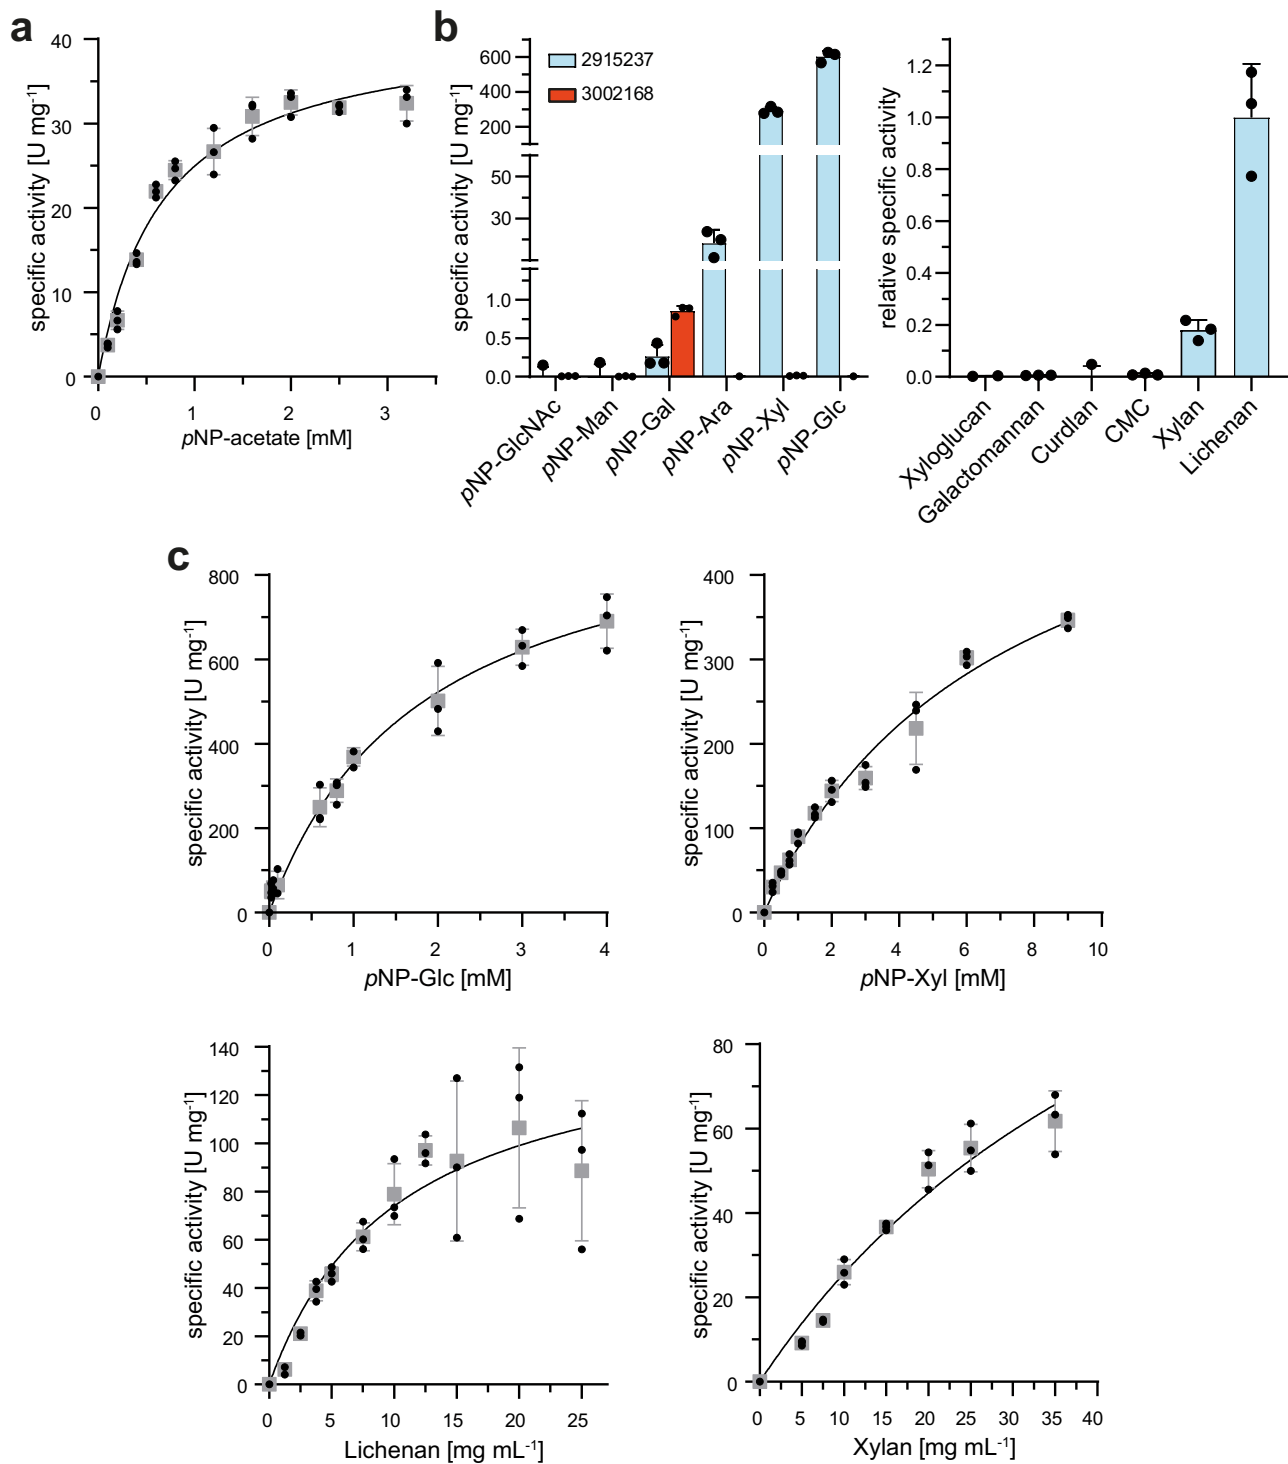 a
40
30
20
10
0
specific activity [U mg-1]
0 1 2 3
pNP-acetate [mM]
b
600
400
200
50
30
1.0
0.5
0.0
specific activity [U mg-1]
2915237
3002168
pNP-GlcNAc
pNP-Man
pNP-Gal
pNP-Ara
pNP-Xyl
pNP-Glc
1.2
1.0
0.8
0.6
0.4
0.2
0.0
relative specific activity
Xyloglucan
Galactomannan
Curdlan
CMC
Xylan
Lichenan
c
800
600
400
200
0
specific activity [U mg-1]
0 1 2 3 4
pNP-Glc [mM]
400
300
200
100
0
specific activity [U mg-1]
0 2 4 6 8 10
pNP-Xyl [mM]
140
120
100
80
60
40
20
0
specific activity [U mg-1]
0 5 10 15 20 25
Lichenan [mg mL-1]
80
60
40
20
0
specific activity [U mg-1]
0 5 10 15 20 25 30 35 40
Xylan [mg mL-1]